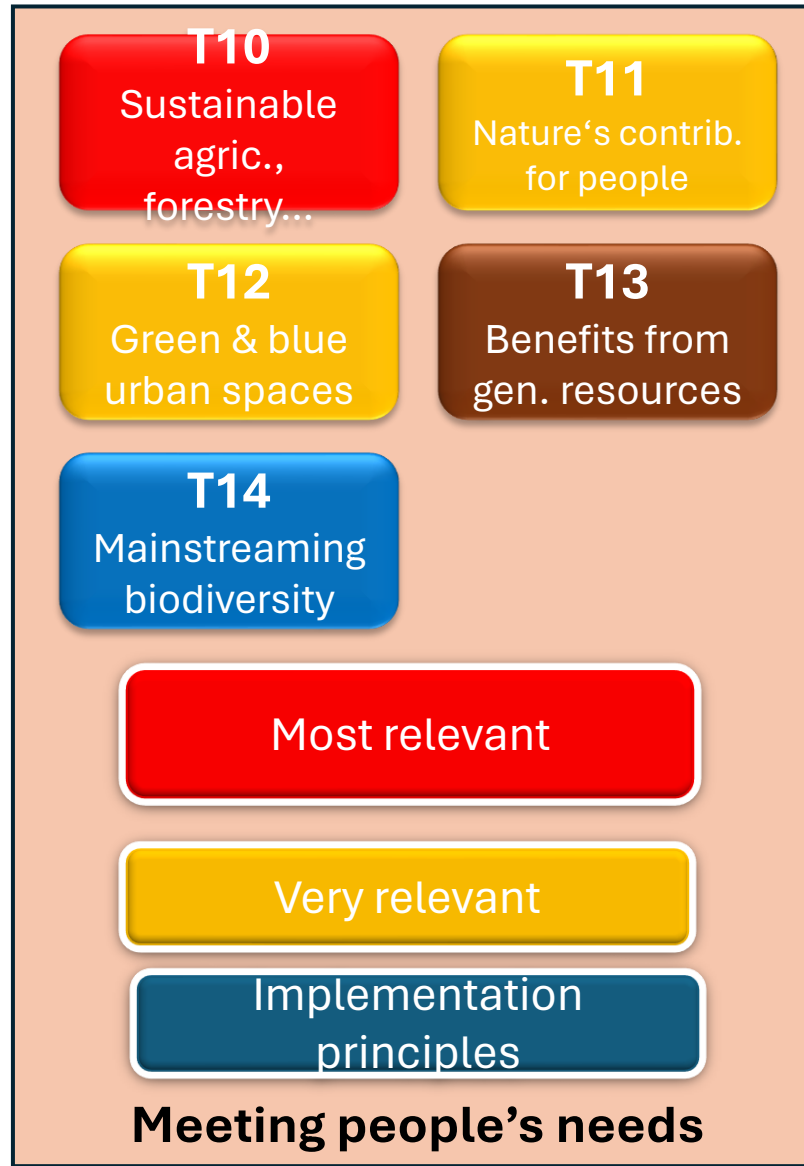 T10
Sustainable
agric.,
forestry...
T11
Nature‘s contrib.
for people
T12
Green & blue
urban spaces
T13
Benefits from
gen. resources
T14
Mainstreaming
biodiversity
Most relevant
Very relevant
Implementation
principles
Meeting people’s needs